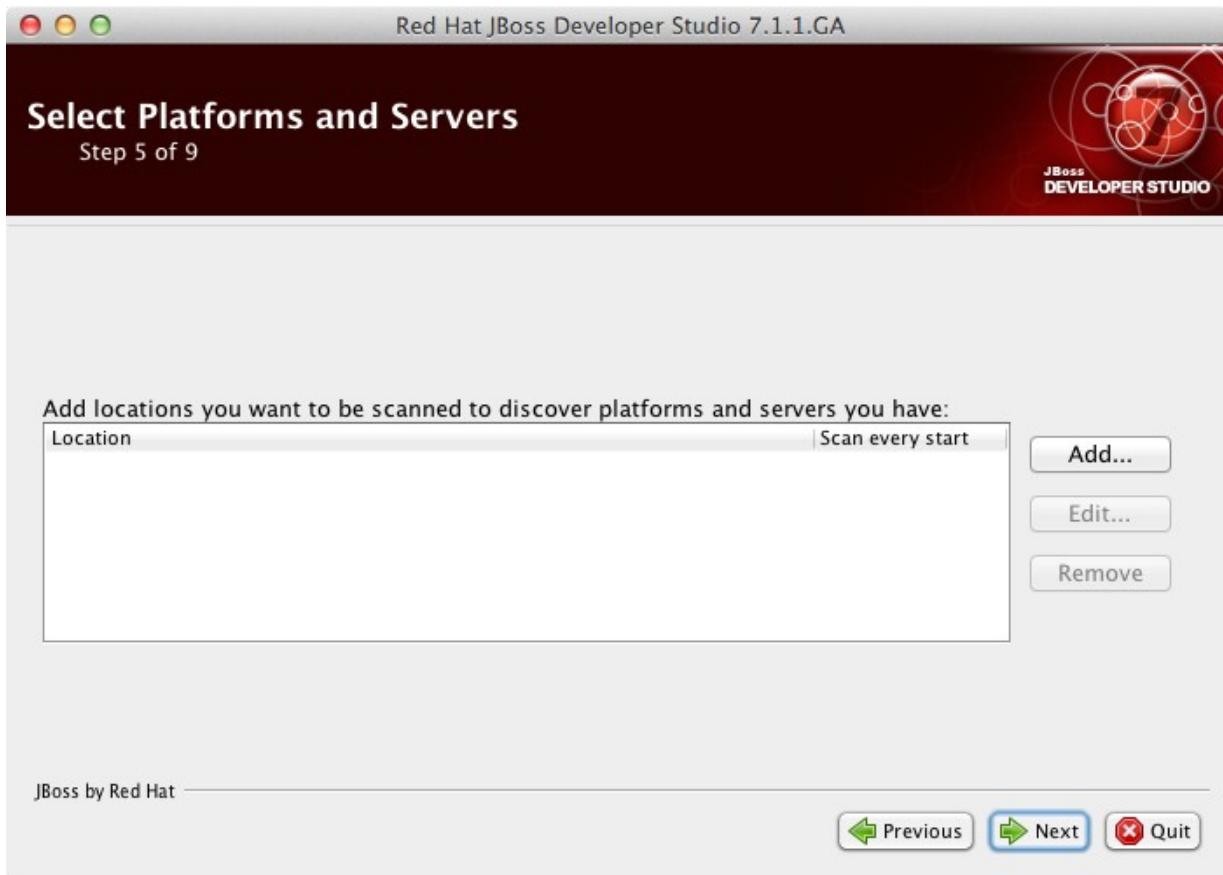 Red Hat JBoss Developer Studio 7.1.1.GA
Select Platforms and Servers
Step 5 of 9
7
JBoss
DEVELOPER STUDIO
Add locations you want to be scanned to discover platforms and servers you have:
Location Scan every start
Add...
Edit...
Remove
JBoss by Red Hat
Previous Next Quit